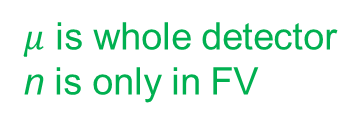 μ is whole detector
n is only in FV